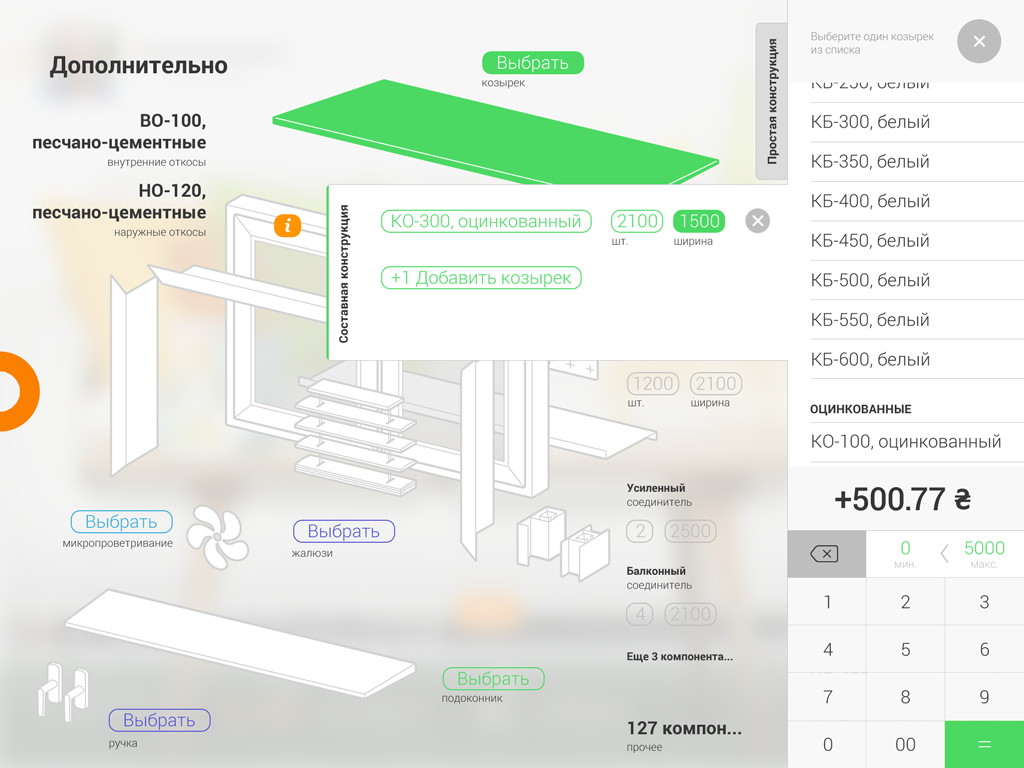 Дополнительно
ВО-100,
песчано-цементные
внутренние откосы
НО-120,
песчано-цементные
наружные откосы
Выбрать
козырек
Простая конструкция
Составная конструкция
i
КО-300, оцинкованный
2100
шт.
1500
ширина
+1 Добавить козырек
1200
шт.
2100
ширина
Усиленный
соединитель
2
2500
Балконный
соединитель
4
2100
Еще 3 компонента...
127 компон...
прочее
Выбрать
микропроветривание
Выбрать
жалюзи
Выбрать
подоконник
Выбрать
ручка
Выберите один козырек
из списка
КБ-250, белый
КБ-300, белый
КБ-350, белый
КБ-400, белый
КБ-450, белый
КБ-500, белый
КБ-550, белый
КБ-600, белый
ОЦИНКОВАННЫЕ
КО-100, оцинкованный
+500.77 ₴
0
мин.
5000
макс.
1 2 3
4 5 6
7 8 9
0 00 =